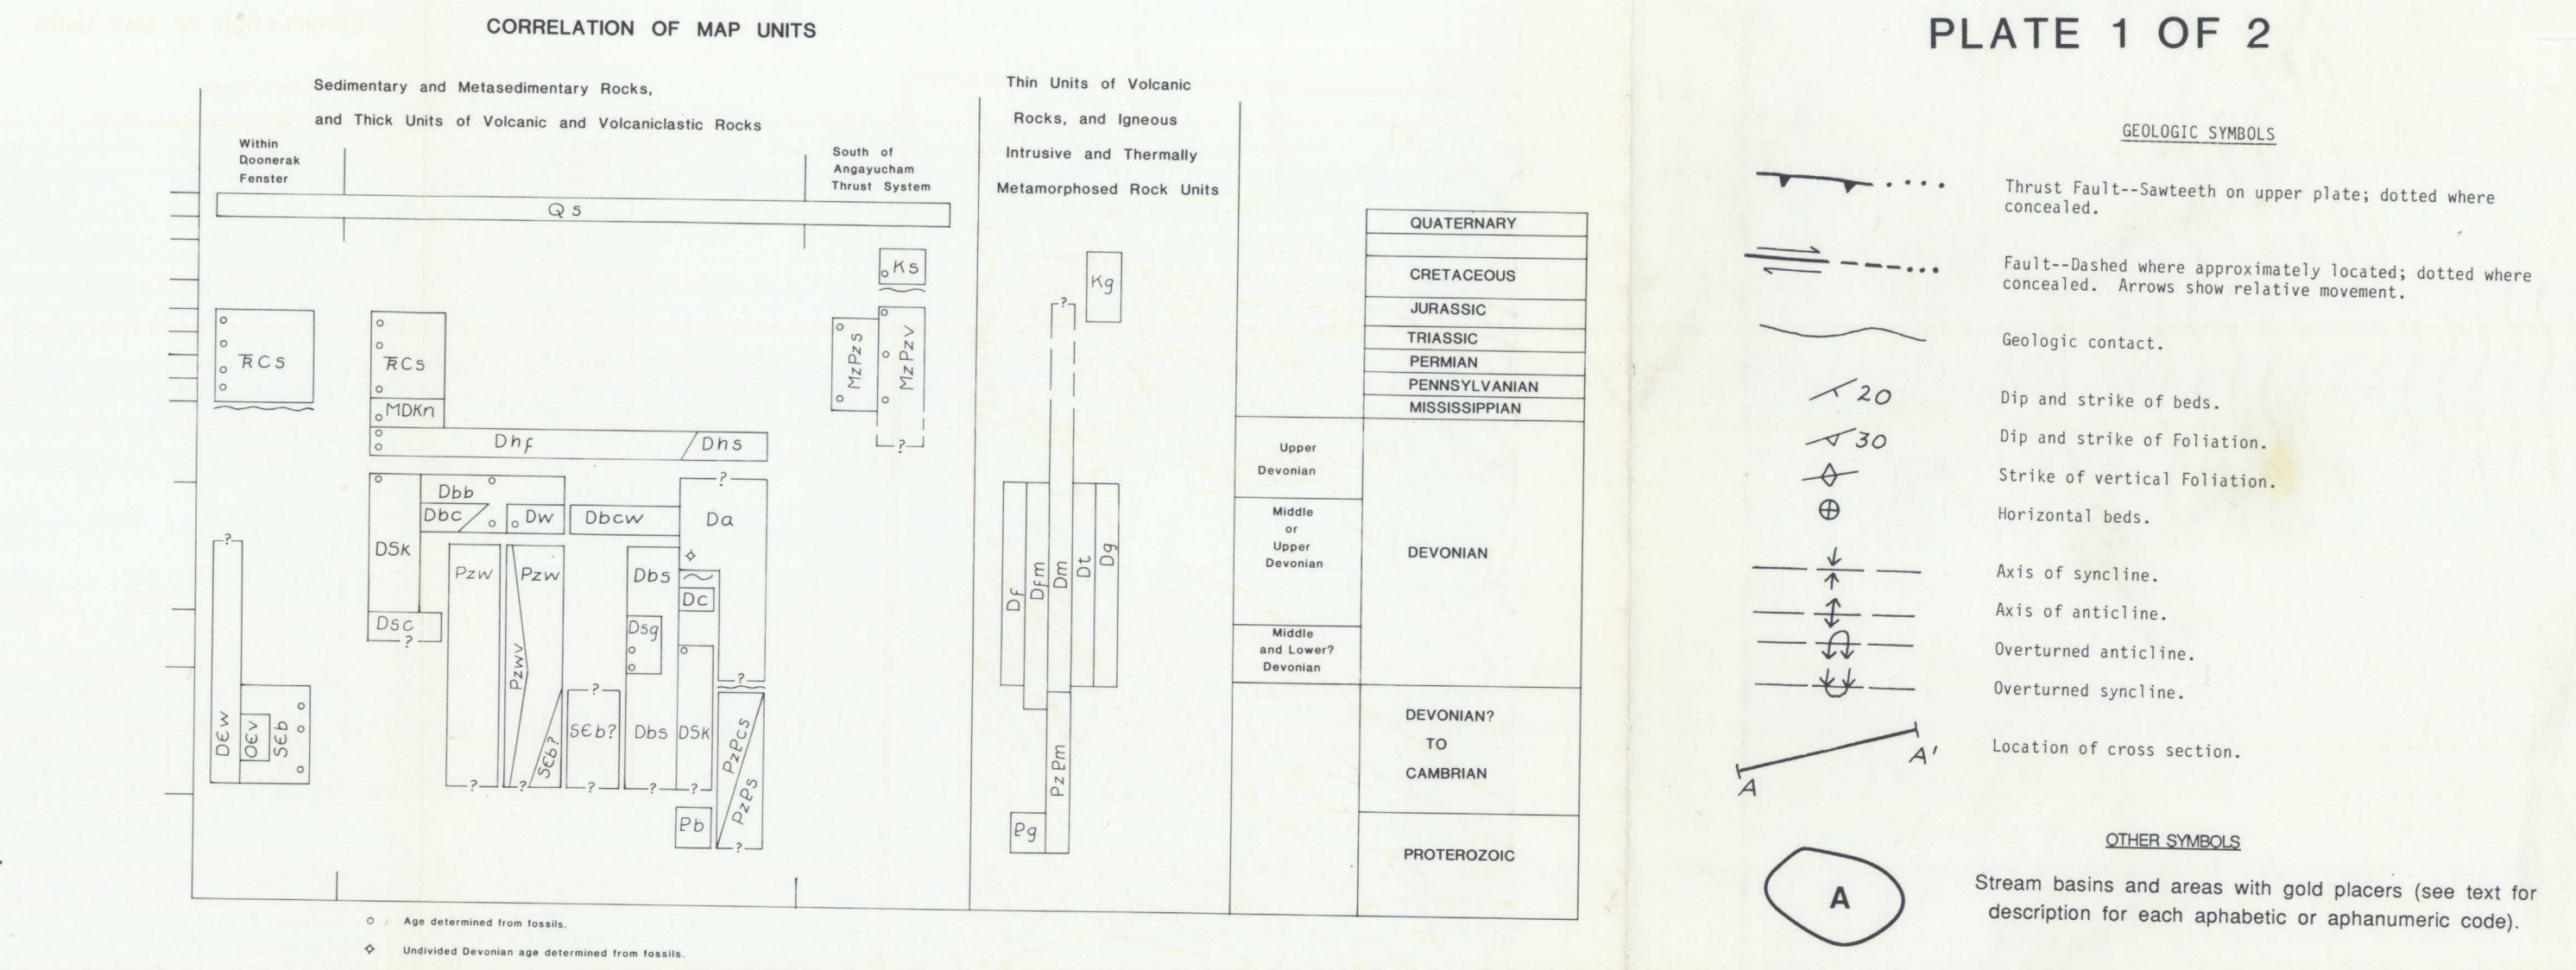 CORRELATION OF MAP UNITS
Sedimentary and Metasedimentary Rocks,
and Thick Units of Volcanic and Volcaniclastic Rocks
Within
Doonerak
Fenster
South of
Angayucham
Thrust System
Thin Units of Volcanic
Rocks, and Igneous
Intrusive and Thermally
Metamorphosed Rock Units
Qs
Ks
Kg
?
ꞦCs
ꞦCs
MzPzs
MzPzv
?
MDKn
Dhf
Dhs
?
Dbb
Dbc
Dw
Dbcw
Da
DSk
?
Pzw
Pzw
Dbs
Dc
Dsc
?
Dsg
Pzwv
?
?
DЄw
OЄv
SЄb
SЄb?
SЄb?
Dbs
DSk
PzPcs
PzPs
? ? ? ? ?
Pb
?
Df
Dfm
Dm
Dt
Dg
PzPm
Pg
Upper
Devonian
Middle
or
Upper
Devonian
Middle
and Lower?
Devonian
QUATERNARY
CRETACEOUS
JURASSIC
TRIASSIC
PERMIAN
PENNSYLVANIAN
MISSISSIPPIAN
DEVONIAN
DEVONIAN?
TO
CAMBRIAN
PROTEROZOIC
Age determined from fossils.
Undivided Devonian age determined from fossils.
PLATE 1 OF 2
GEOLOGIC SYMBOLS
Thrust Fault--Sawteeth on upper plate; dotted where
concealed.
Fault--Dashed where approximately located; dotted where
concealed. Arrows show relative movement.
Geologic contact.
20
Dip and strike of beds.
30
Dip and strike of Foliation.
Strike of vertical Foliation.
Horizontal beds.
Axis of syncline.
Axis of anticline.
Overturned anticline.
Overturned syncline.
A A'
Location of cross section.
OTHER SYMBOLS
A
Stream basins and areas with gold placers (see text for
description for each aphabetic or aphanumeric code).